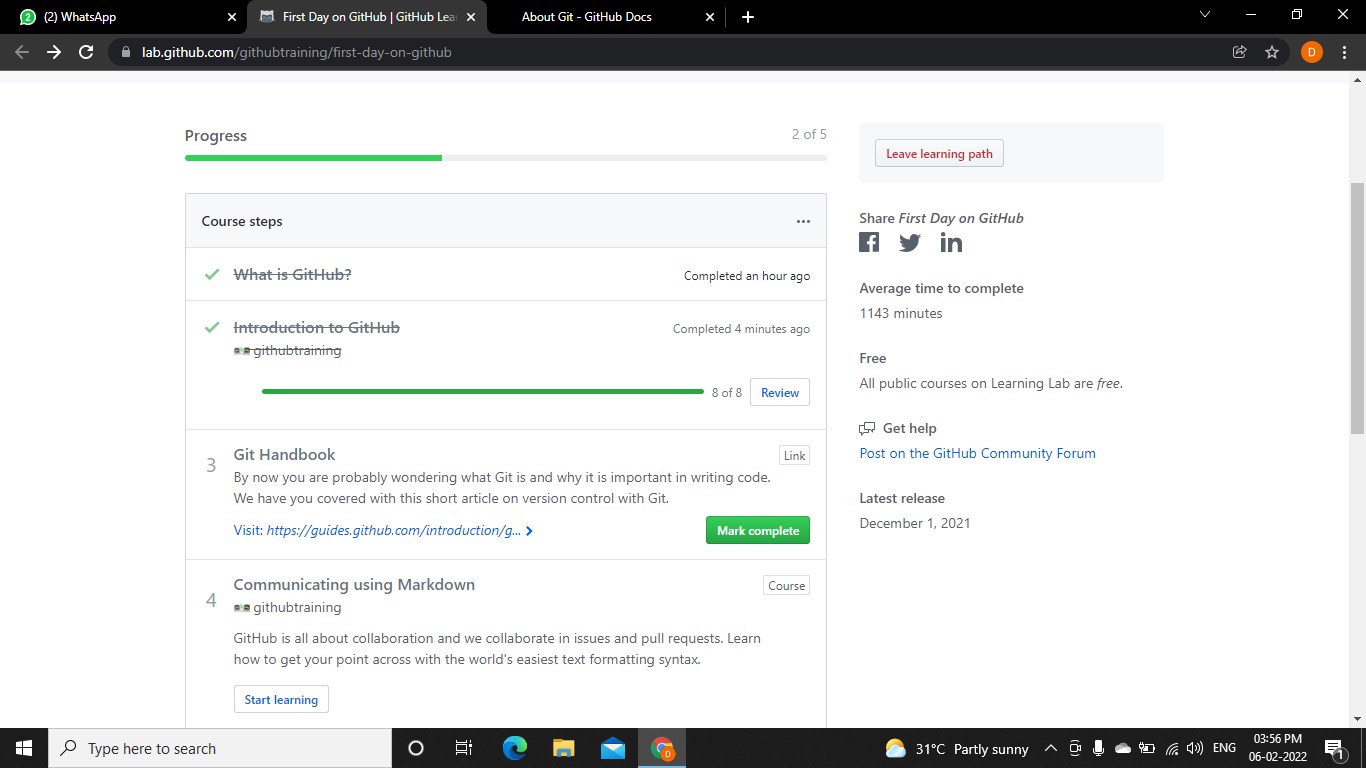 (2) WhatsApp
First Day on GitHub | GitHub Lea
About Git - GitHub Docs
lab.github.com/githubtraining/first-day-on-github
D
Progress
2 of 5
Leave learning path
Course steps
What is GitHub?
Completed an hour ago
Introduction to GitHub
Completed 4 minutes ago
githubtraining
8 of 8
Review
3
Git Handbook
Link
By now you are probably wondering what Git is and why it is important in writing code.
We have you covered with this short article on version control with Git.
Visit: https://guides.github.com/introduction/g...
Mark complete
4
Communicating using Markdown
Course
githubtraining
GitHub is all about collaboration and we collaborate in issues and pull requests. Learn
how to get your point across with the world's easiest text formatting syntax.
Start learning
Share First Day on GitHub
Average time to complete
1143 minutes
Free
All public courses on Learning Lab are free.
Get help
Post on the GitHub Community Forum
Latest release
December 1, 2021
Type here to search
D
31°C Partly sunny
ENG
03:56 PM
06-02-2022
1